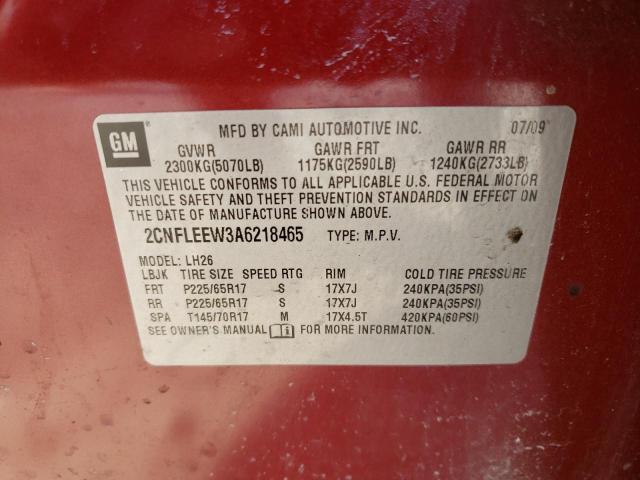 GM
MFD BY CAMI AUTOMOTIVE INC. 07/09
GVWR GAWR FRT GAWR RR
2300KG(5070LB) 1175KG(2590LB) 1240KG(2733LB)
THIS VEHICLE CONFORMS TO ALL APPLICABLE U.S. FEDERAL MOTOR
VEHICLE SAFETY AND THEFT PREVENTION STANDARDS IN EFFECT ON
THE DATE OF MANUFACTURE SHOWN ABOVE.
2CNFLEEW3A6218465 TYPE: M.P.V.
MODEL: LH26
LBJK TIRE SIZE SPEED RTG RIM COLD TIRE PRESSURE
FRT P225/65R17 S 17X7J 240KPA(35PSI)
RR P225/65R17 S 17X7J 240KPA(35PSI)
SPA T145/70R17 M 17X4.5T 420KPA(60PSI)
SEE OWNER'S MANUAL FOR MORE INFORMATION.